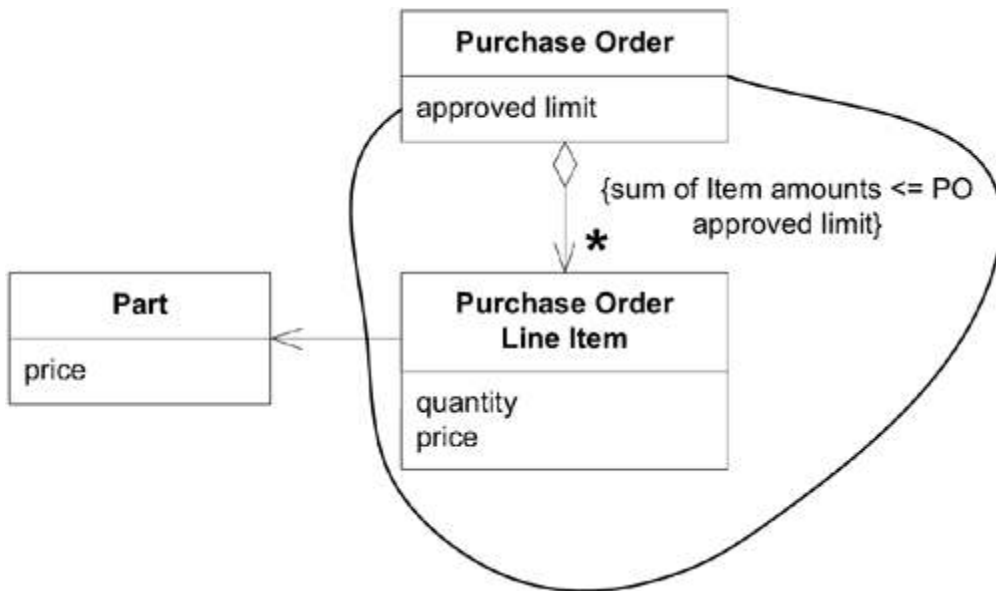 Purchase Order
approved limit
{sum of Item amounts <= PO
approved limit}
*
Part
price
Purchase Order
Line Item
quantity
price